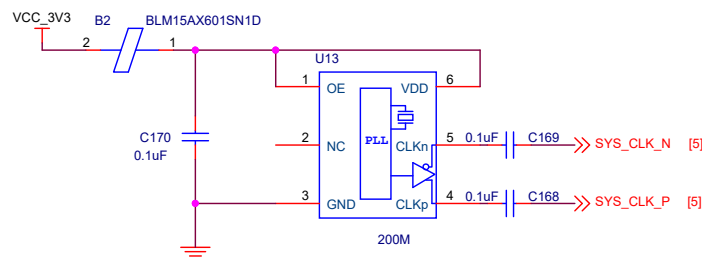 VCC_3V3
B2
BLM15AX601SN1D
2
1
U13
1
OE
VDD
6
C170
0.1uF
2
NC
PLL
CLKn
5
0.1uF
C169
SYS_CLK_N
[5]
3
GND
CLKp
4
0.1uF
C168
SYS_CLK_P
[5]
200M